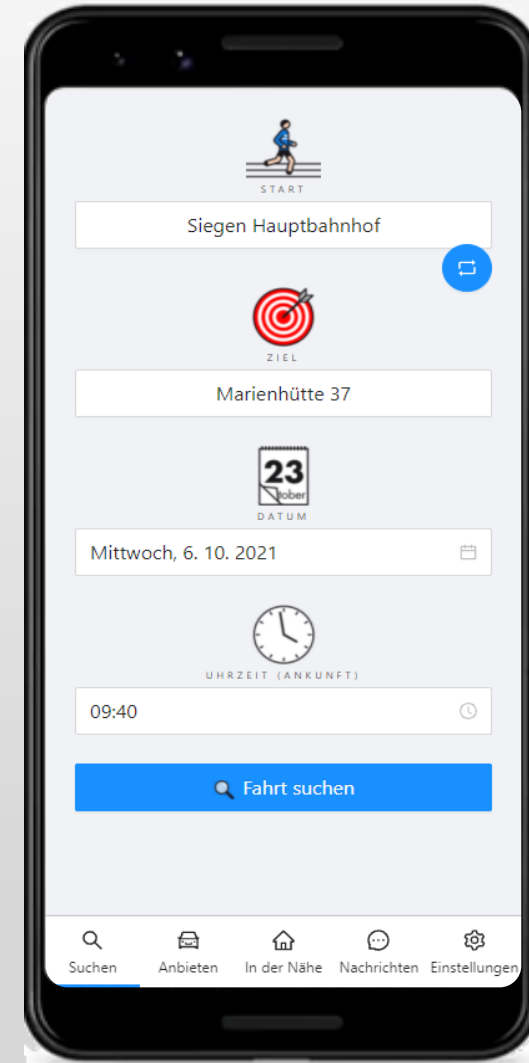 START
Siegen Hauptbahnhof
ZIEL
Marienhütte 37
23
tober
DATUM
Mittwoch, 6. 10. 2021
UHRZEIT (ANKUNFT)
09:40
Fahrt suchen
Suchen Anbieten In der Nähe Nachrichten Einstellungen